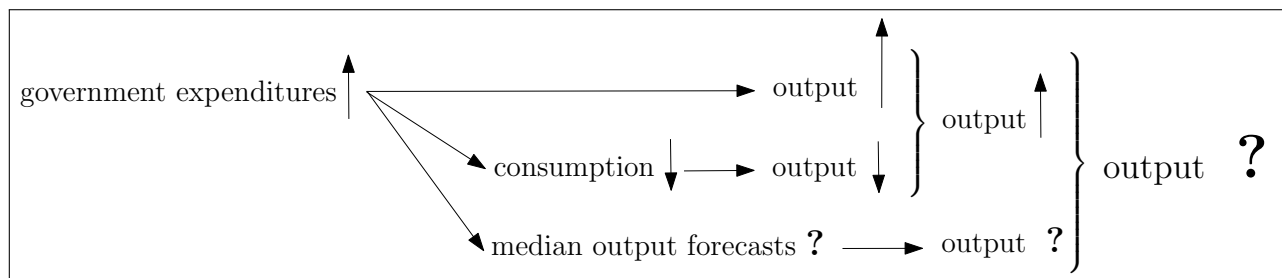 government expenditures output
output
consumption output
output ?
median output forecasts ? output ?